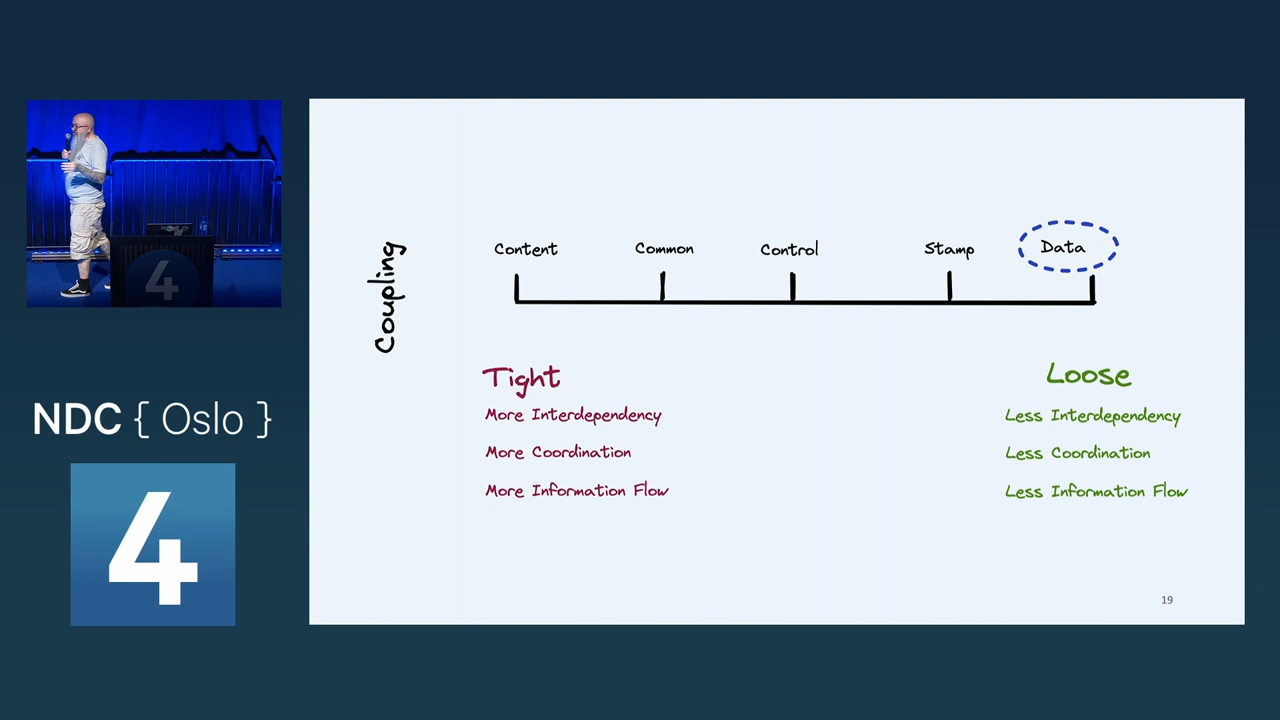 4
NDC { Oslo }
4
Coupling
Content Common Control Stamp Data
Tight Loose
More Interdependency Less Interdependency
More Coordination Less Coordination
More Information Flow Less Information Flow
19